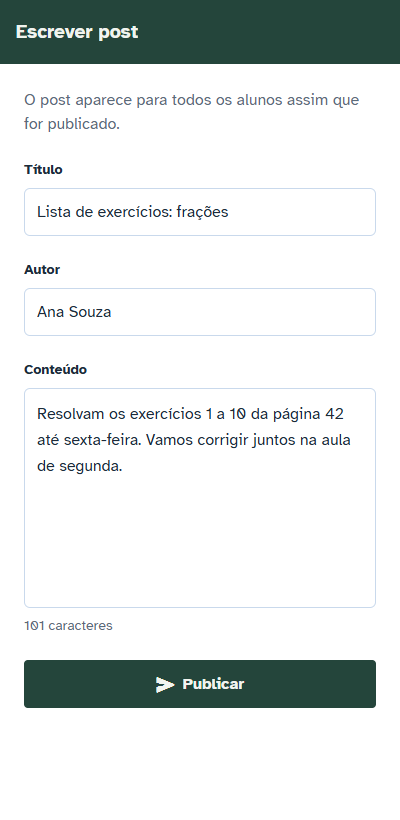 Escrever post
O post aparece para todos os alunos assim que
for publicado.
Título
Lista de exercícios: frações
Autor
Ana Souza
Conteúdo
Resolvam os exercícios 1 a 10 da página 42
até sexta-feira. Vamos corrigir juntos na aula
de segunda.
101 caracteres
Publicar